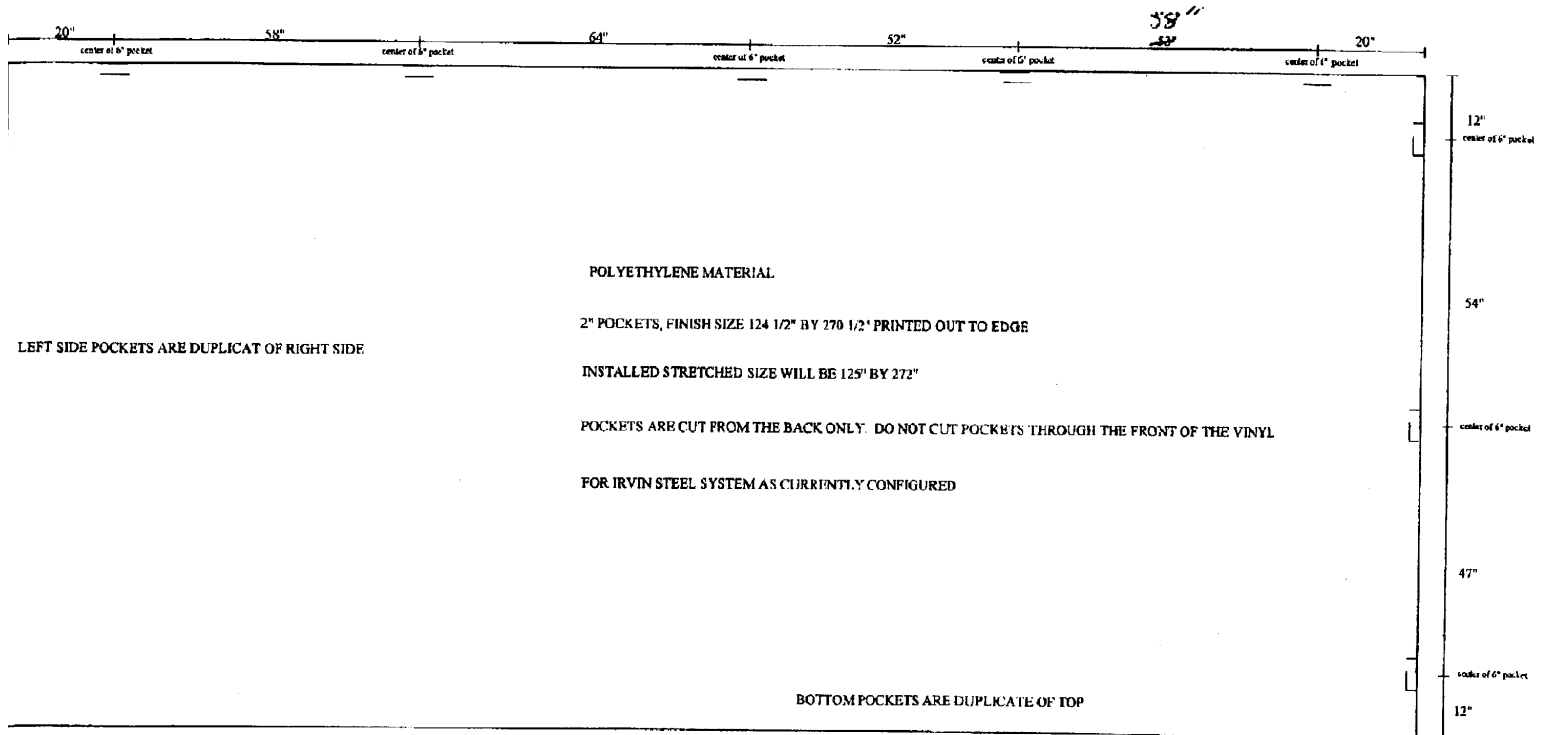 58"
20" 58" 64" 52" 53" 20"
center of 6" pocket center of 6" pocket center of 6" pocket center of 6" pocket center of 6" pocket
12"
center of 6" pocket
POLYETHYLENE MATERIAL
54"
2" POCKETS, FINISH SIZE 124 1/2" BY 270 1/2" PRINTED OUT TO EDGE
LEFT SIDE POCKETS ARE DUPLICAT OF RIGHT SIDE
INSTALLED STRETCHED SIZE WILL BE 125" BY 272"
POCKETS ARE CUT FROM THE BACK ONLY. DO NOT CUT POCKETS THROUGH THE FRONT OF THE VINYL
center of 6" pocket
FOR IRVIN STEEL SYSTEM AS CURRENTLY CONFIGURED
47"
center of 6" pocket
BOTTOM POCKETS ARE DUPLICATE OF TOP
12"